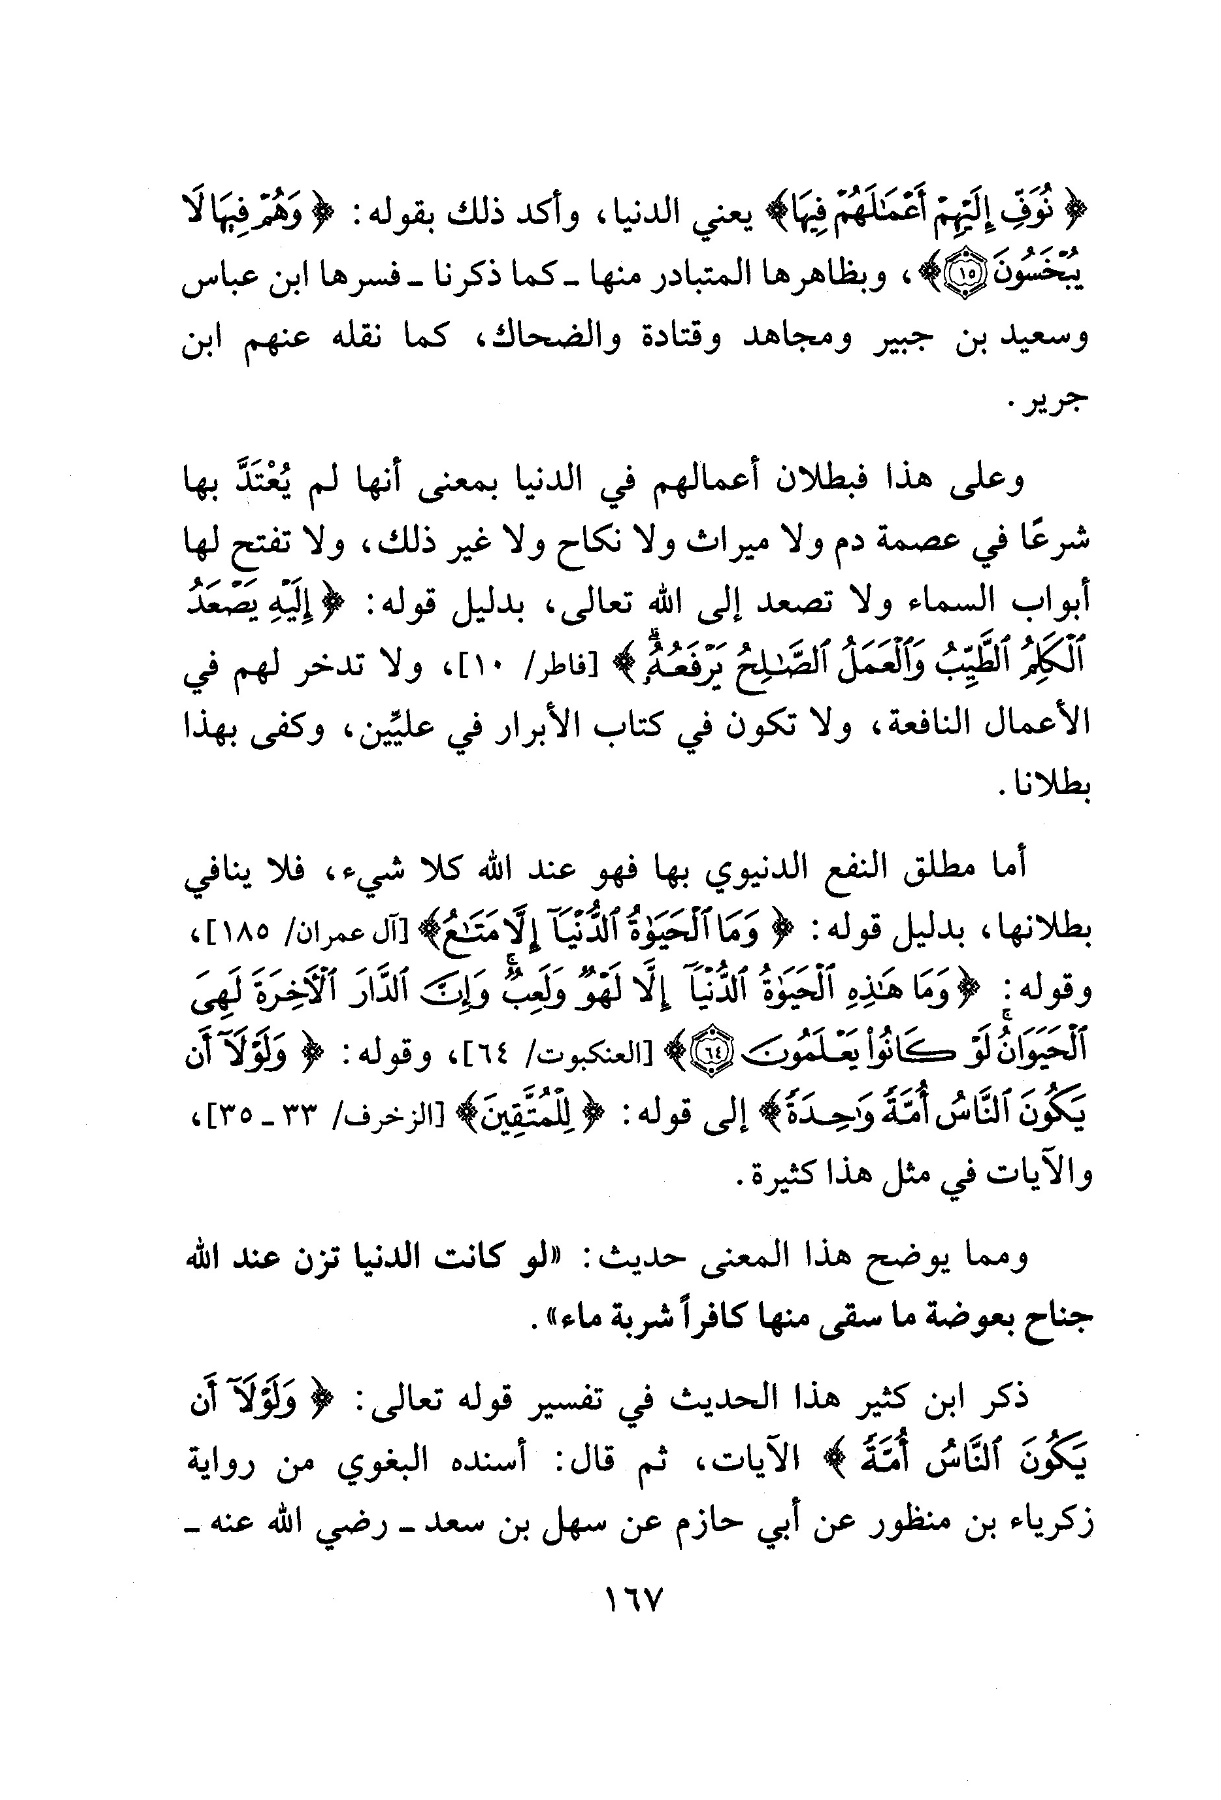 ﴿ نُوَفِّ إِلَيْهِمْ أَعْمَٰلَهُمْ فِيهَا﴾ يعني الدنيا، وأكد ذلك بقوله: ﴿ وَهُمْ فِيهَا لَا
يُبْخَسُونَ ١٥﴾، وبظاهرها المتبادر منها ـ كما ذكرنا ـ فسرها ابن عباس
وسعيد بن جبير ومجاهد وقتادة والضحاك، كما نقله عنهم ابن
جرير.
وعلى هذا فبطلان أعمالهم في الدنيا بمعنى أنها لم يُعْتَدَّ بها
شرعًا في عصمة دم ولا ميراث ولا نكاح ولا غير ذلك، ولا تفتح لها
أبواب السماء ولا تصعد إلى الله تعالى، بدليل قوله: ﴿ إِلَيْهِ يَصْعَدُ
ٱلْكَلِمُ ٱلطَّيِّبُ وَٱلْعَمَلُ ٱلصَّٰلِحُ يَرْفَعُهُۥۚ ﴾ [فاطر/ ١٠]، ولا تدخر لهم في
الأعمال النافعة، ولا تكون في كتاب الأبرار في عليِّين، وكفى بهذا
بطلانا.
أما مطلق النفع الدنيوي بها فهو عند الله كلا شيء، فلا ينافي
بطلانها، بدليل قوله: ﴿ وَمَا ٱلْحَيَوٰةُ ٱلدُّنْيَآ إِلَّا مَتَٰعُ﴾ [آل عمران/ ١٨٥]،
وقوله: ﴿ وَمَا هَٰذِهِ ٱلْحَيَوٰةُ ٱلدُّنْيَآ إِلَّا لَهْوٌ وَلَعِبٌۚ وَإِنَّ ٱلدَّارَ ٱلْآخِرَةَ لَهِىَ
ٱلْحَيَوَانُۚ لَوْ كَانُوا۟ يَعْلَمُونَ ٦٤﴾ [العنكبوت/ ٦٤]، وقوله: ﴿ وَلَوْلَآ أَن
يَكُونَ ٱلنَّاسُ أُمَّةً وَٰحِدَةً﴾ إلى قوله: ﴿ لِلْمُتَّقِينَ﴾ [الزخرف/ ٣٣ ـ ٣٥]،
والآيات في مثل هذا كثيرة.
ومما يوضح هذا المعنى حديث: «لو كانت الدنيا تزن عند الله
جناح بعوضة ما سقى منها كافراً شربة ماء».
ذكر ابن كثير هذا الحديث في تفسير قوله تعالى: ﴿ وَلَوْلَآ أَن
يَكُونَ ٱلنَّاسُ أُمَّةً ﴾ الآيات، ثم قال: أسنده البغوي من رواية
زكرياء بن منظور عن أبي حازم عن سهل بن سعد ـ رضي الله عنه ـ
١٦٧